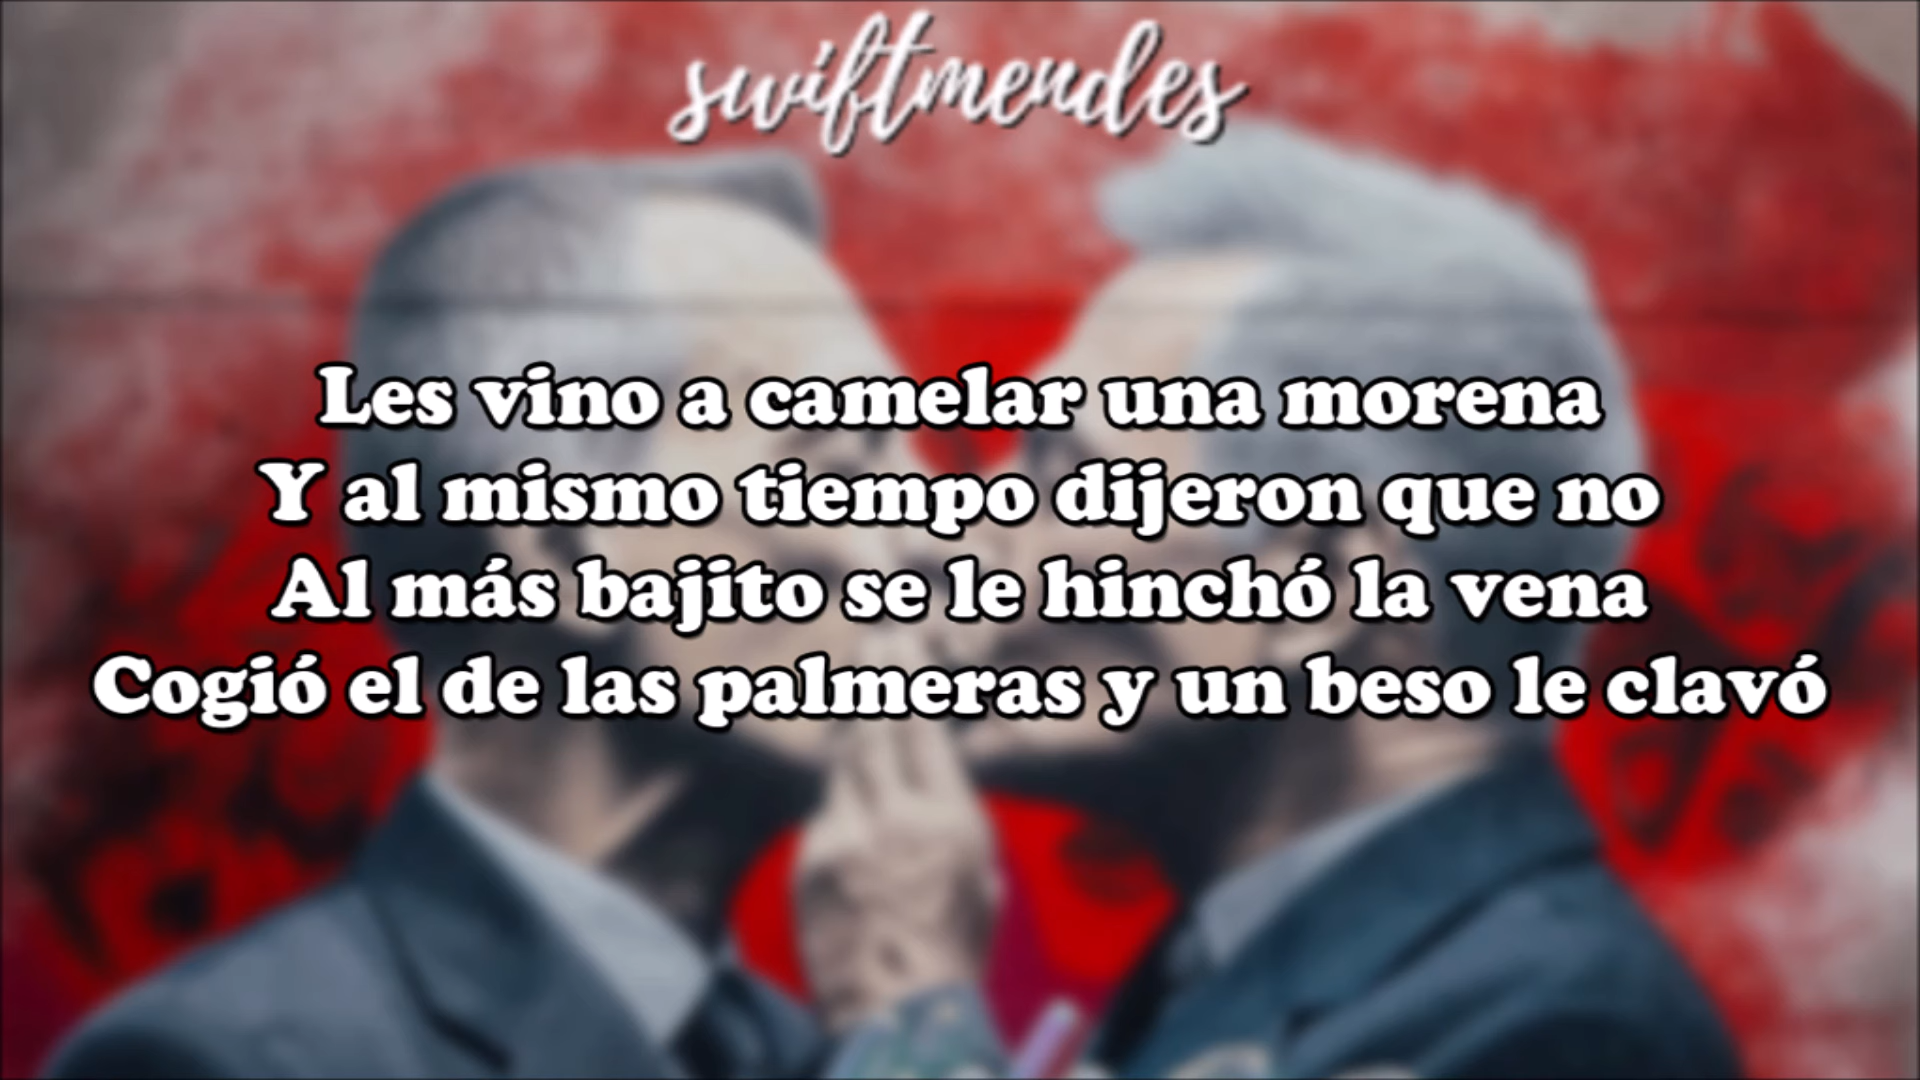 swiftmendes
Les vino a camelar una morena
Y al mismo tiempo dijeron que no
Al más bajito se le hinchó la vena
Cogió el de las palmeras y un beso le clavó